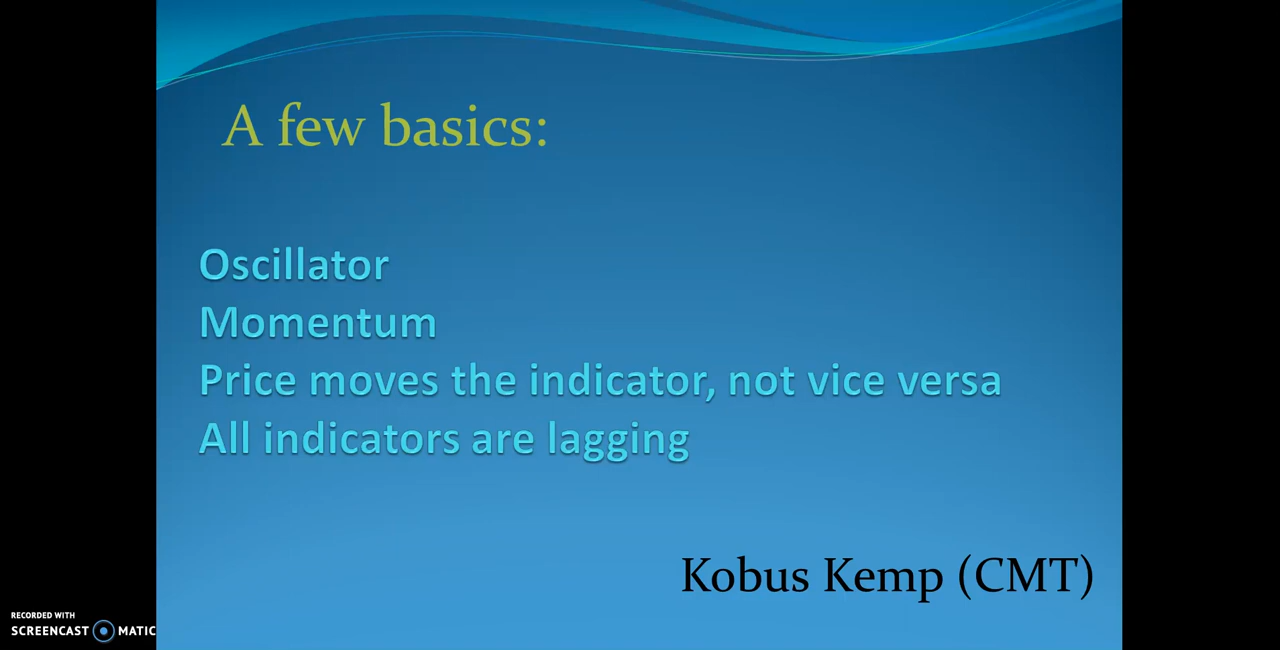 A few basics:
Oscillator
Momentum
Price moves the indicator, not vice versa
All indicators are lagging
Kobus Kemp (CMT)
RECORDED WITH
SCREENCAST MATIC